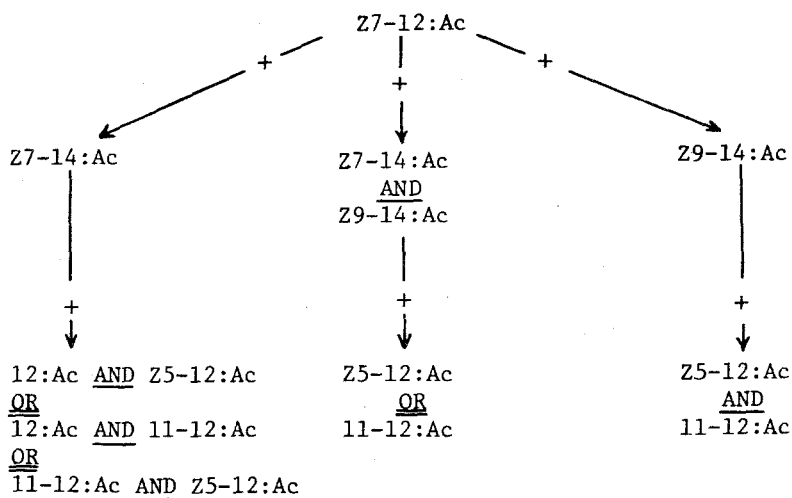 Z7-12:Ac
+ + +
Z7-14:Ac Z7-14:Ac Z9-14:Ac
AND
Z9-14:Ac
+ + +
12:Ac AND Z5-12:Ac Z5-12:Ac Z5-12:Ac
OR OR AND
12:Ac AND 11-12:Ac 11-12:Ac 11-12:Ac
OR
11-12:Ac AND Z5-12:Ac